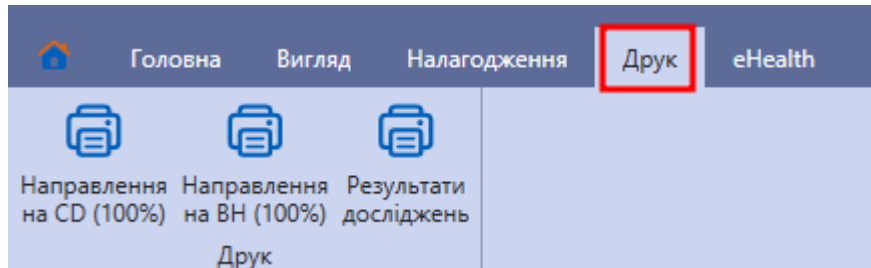 Головна Вигляд Налагодження Друк eHealth
Направлення на CD (100%)
Направлення на ВН (100%)
Результати досліджень
Друк